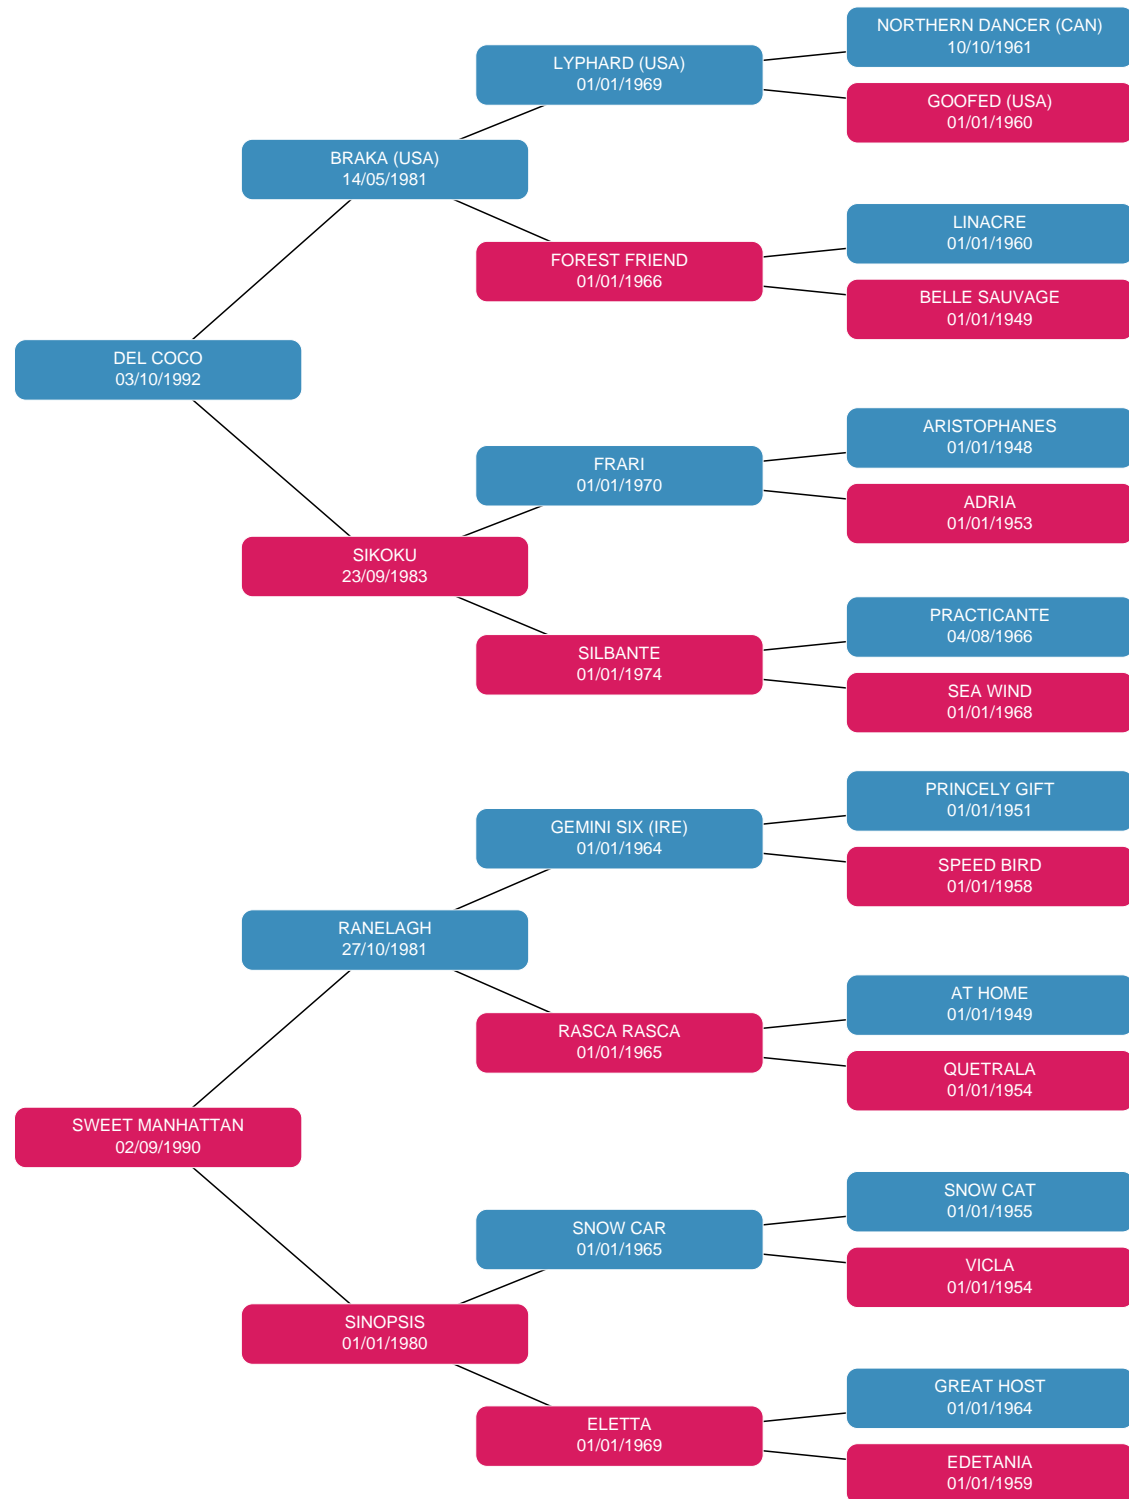 NORTHERN DANCER (CAN)
10/10/1961
LYPHARD (USA)
01/01/1969
GOOFED (USA)
01/01/1960
BRAKA (USA)
14/05/1981
LINACRE
01/01/1960
FOREST FRIEND
01/01/1966
BELLE SAUVAGE
01/01/1949
DEL COCO
03/10/1992
ARISTOPHANES
01/01/1948
FRARI
01/01/1970
ADRIA
01/01/1953
SIKOKU
23/09/1983
PRACTICANTE
04/08/1966
SILBANTE
01/01/1974
SEA WIND
01/01/1968
PRINCELY GIFT
01/01/1951
GEMINI SIX (IRE)
01/01/1964
SPEED BIRD
01/01/1958
RANELAGH
27/10/1981
AT HOME
01/01/1949
RASCA RASCA
01/01/1965
QUETRALA
01/01/1954
SWEET MANHATTAN
02/09/1990
SNOW CAT
01/01/1955
SNOW CAR
01/01/1965
VICLA
01/01/1954
SINOPSIS
01/01/1980
GREAT HOST
01/01/1964
ELETTA
01/01/1969
EDETANIA
01/01/1959